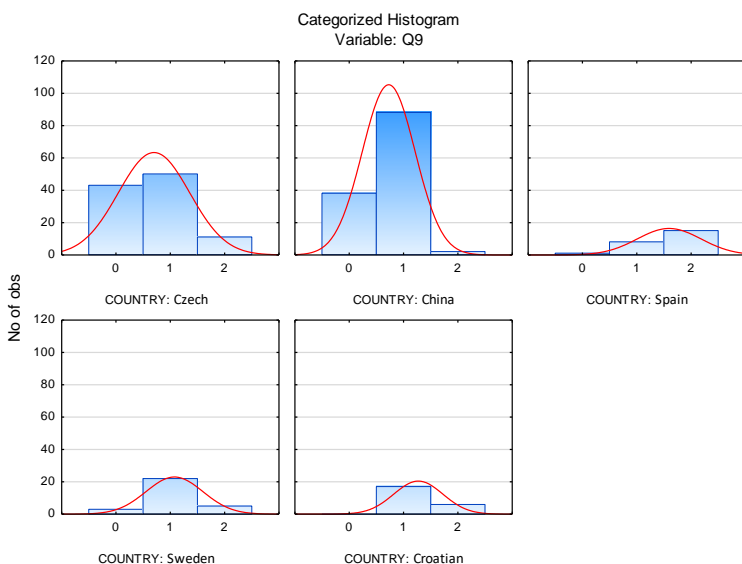 Categorized Histogram
Variable: Q9
No of obs
120
100
80
60
40
20
0
0 1 2
COUNTRY: Czech
0 1 2
COUNTRY: China
0 1 2
COUNTRY: Spain
120
100
80
60
40
20
0
0 1 2
COUNTRY: Sweden
0 1 2
COUNTRY: Croatian